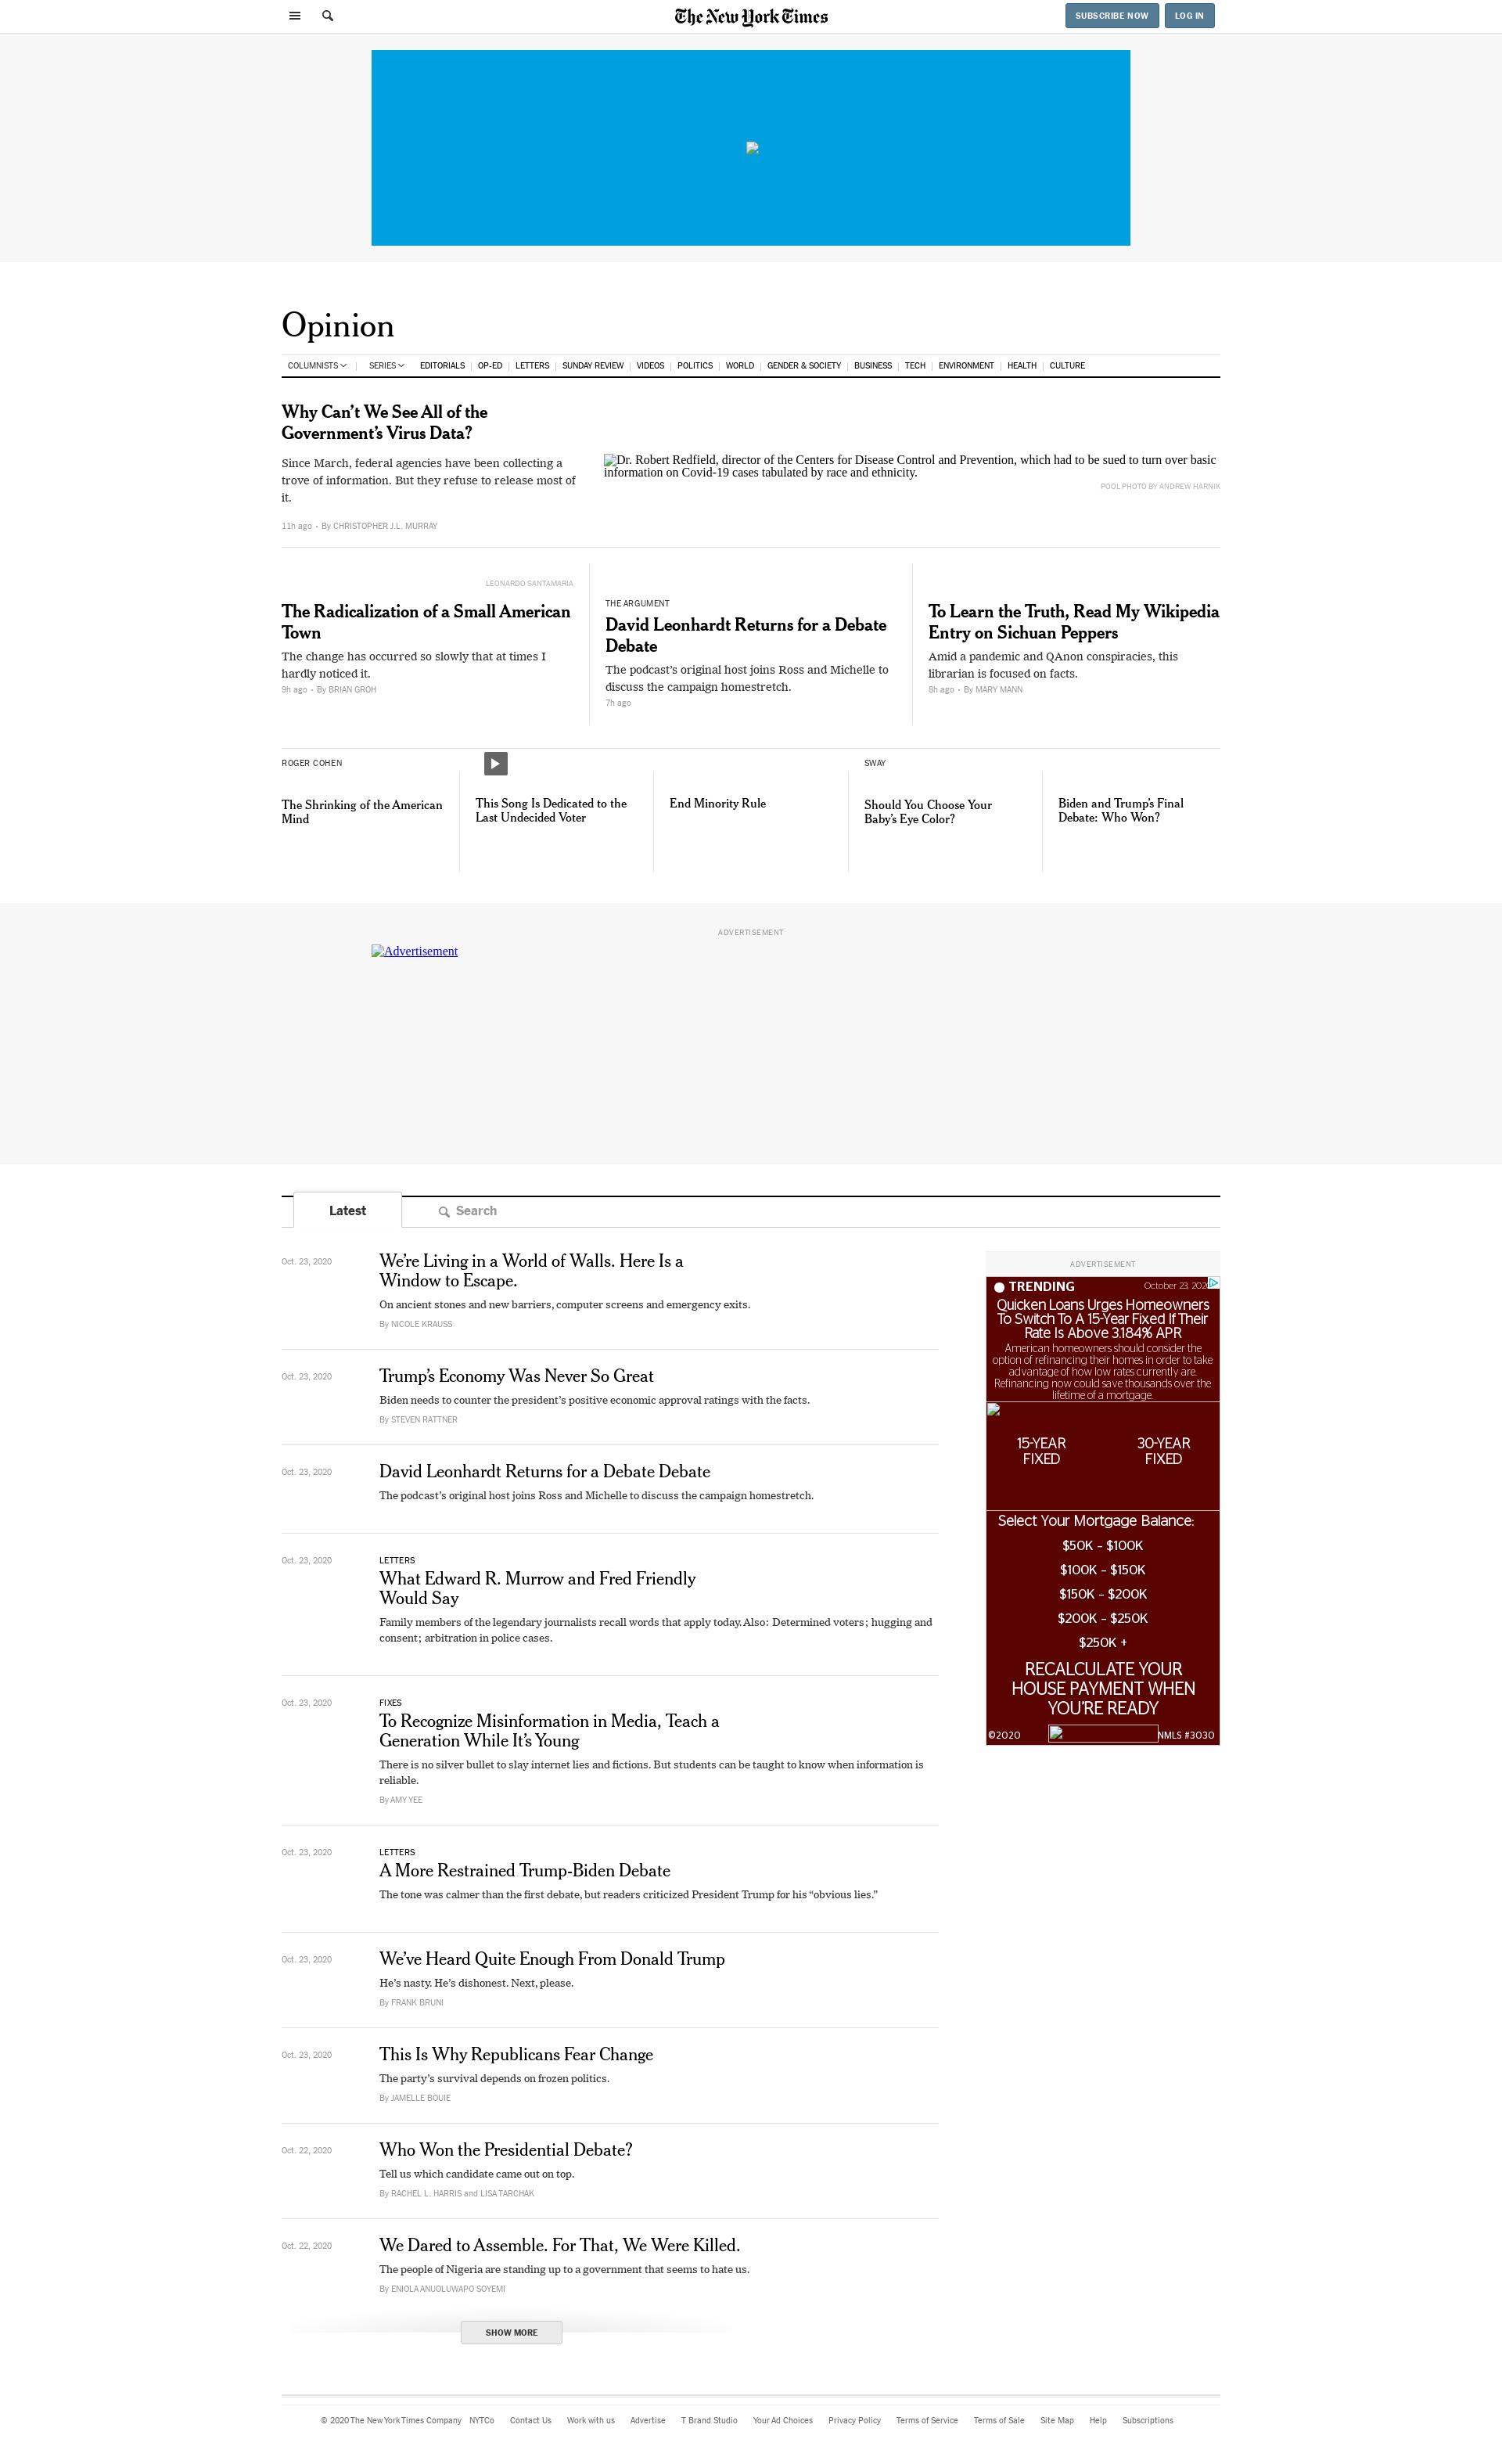 The New York Times
SUBSCRIBE NOW
LOG IN
Opinion
COLUMNISTS | SERIES EDITORIALS | OP-ED | LETTERS | SUNDAY REVIEW | VIDEOS | POLITICS | WORLD | GENDER & SOCIETY | BUSINESS | TECH | ENVIRONMENT | HEALTH | CULTURE
Why Can’t We See All of the
Government’s Virus Data?
Since March, federal agencies have been collecting a
trove of information. But they refuse to release most of
it.
11h ago • By CHRISTOPHER J.L. MURRAY
Dr. Robert Redfield, director of the Centers for Disease Control and Prevention, which had to be sued to turn over basic
information on Covid-19 cases tabulated by race and ethnicity.
POOL PHOTO BY ANDREW HARNIK
LEONARDO SANTAMARIA
The Radicalization of a Small American
Town
The change has occurred so slowly that at times I
hardly noticed it.
9h ago • By BRIAN GROH
THE ARGUMENT
David Leonhardt Returns for a Debate
Debate
The podcast’s original host joins Ross and Michelle to
discuss the campaign homestretch.
7h ago
To Learn the Truth, Read My Wikipedia
Entry on Sichuan Peppers
Amid a pandemic and QAnon conspiracies, this
librarian is focused on facts.
8h ago • By MARY MANN
ROGER COHEN
The Shrinking of the American
Mind
This Song Is Dedicated to the
Last Undecided Voter
End Minority Rule
SWAY
Should You Choose Your
Baby’s Eye Color?
Biden and Trump’s Final
Debate: Who Won?
ADVERTISEMENT
Advertisement
Latest
Search
Oct. 23, 2020
We’re Living in a World of Walls. Here Is a
Window to Escape.
On ancient stones and new barriers, computer screens and emergency exits.
By NICOLE KRAUSS
Oct. 23, 2020
Trump’s Economy Was Never So Great
Biden needs to counter the president’s positive economic approval ratings with the facts.
By STEVEN RATTNER
Oct. 23, 2020
David Leonhardt Returns for a Debate Debate
The podcast’s original host joins Ross and Michelle to discuss the campaign homestretch.
Oct. 23, 2020
LETTERS
What Edward R. Murrow and Fred Friendly
Would Say
Family members of the legendary journalists recall words that apply today. Also: Determined voters; hugging and
consent; arbitration in police cases.
Oct. 23, 2020
FIXES
To Recognize Misinformation in Media, Teach a
Generation While It’s Young
There is no silver bullet to slay internet lies and fictions. But students can be taught to know when information is
reliable.
By AMY YEE
Oct. 23, 2020
LETTERS
A More Restrained Trump-Biden Debate
The tone was calmer than the first debate, but readers criticized President Trump for his “obvious lies.”
Oct. 23, 2020
We’ve Heard Quite Enough From Donald Trump
He’s nasty. He’s dishonest. Next, please.
By FRANK BRUNI
Oct. 23, 2020
This Is Why Republicans Fear Change
The party’s survival depends on frozen politics.
By JAMELLE BOUIE
Oct. 22, 2020
Who Won the Presidential Debate?
Tell us which candidate came out on top.
By RACHEL L. HARRIS and LISA TARCHAK
Oct. 22, 2020
We Dared to Assemble. For That, We Were Killed.
The people of Nigeria are standing up to a government that seems to hate us.
By ENIOLA ANUOLUWAPO SOYEMI
SHOW MORE
ADVERTISEMENT
TRENDING
October 23, 2020
Quicken Loans Urges Homeowners
To Switch To A 15-Year Fixed If Their
Rate Is Above 3.184% APR
American homeowners should consider the
option of refinancing their homes in order to take
advantage of how low rates currently are.
Refinancing now could save thousands over the
lifetime of a mortgage.
15-YEAR
FIXED
30-YEAR
FIXED
Select Your Mortgage Balance:
$50K - $100K
$100K - $150K
$150K - $200K
$200K - $250K
$250K +
RECALCULATE YOUR
HOUSE PAYMENT WHEN
YOU'RE READY
©2020
NMLS #3030
© 2020 The New York Times Company NYTCo Contact Us Work with us Advertise T Brand Studio Your Ad Choices Privacy Policy Terms of Service Terms of Sale Site Map Help Subscriptions